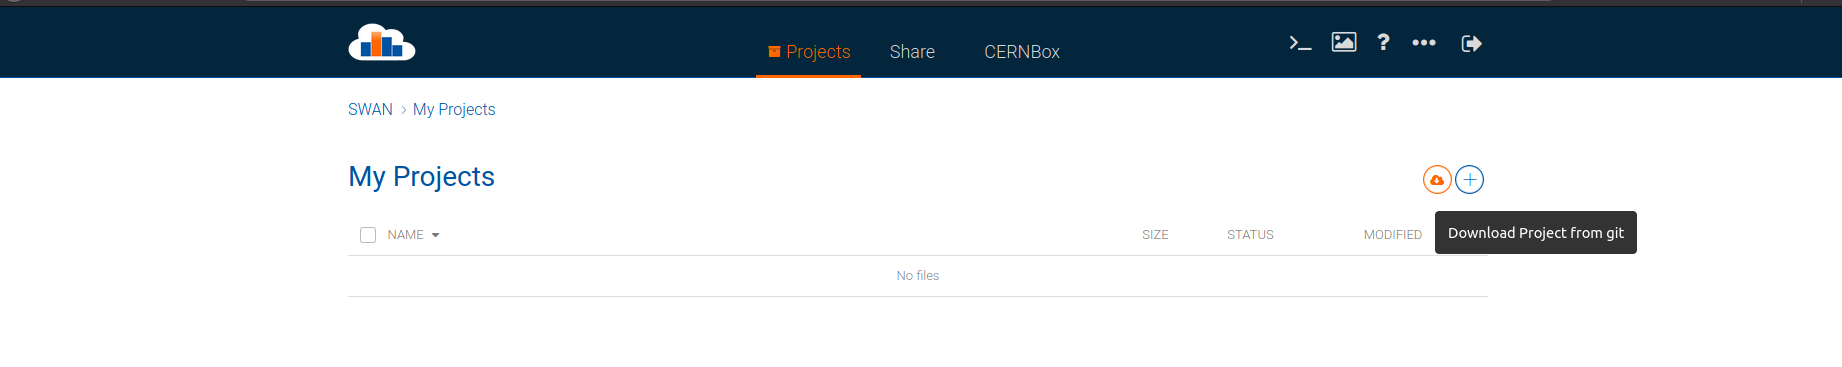 Projects Share CERNBox
SWAN > My Projects
My Projects
NAME SIZE STATUS MODIFIED
Download Project from git
No files